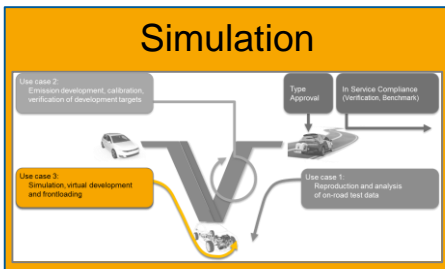 Simulation
Use case 2:
Emission development, calibration,
verification of development targets
Type
Approval
In Service Compliance
(Verification, Benchmark)
Use case 3:
Simulation, virtual development
and frontloading
Use case 1:
Reproduction and analysis
of on-road test data